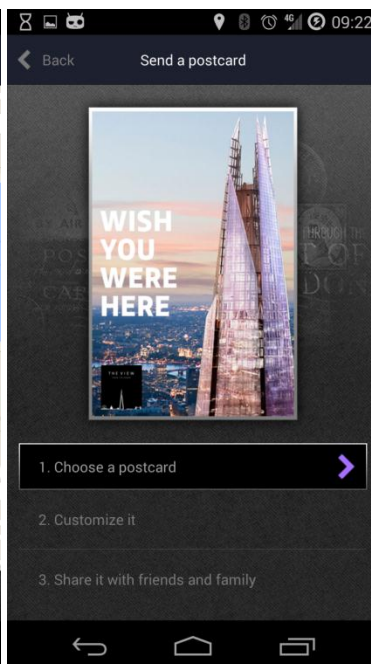 4G 09:22
Back
Send a postcard
WISH
YOU
WERE
HERE
THE VIEW
1. Choose a postcard
2. Customize it
3. Share it with friends and family